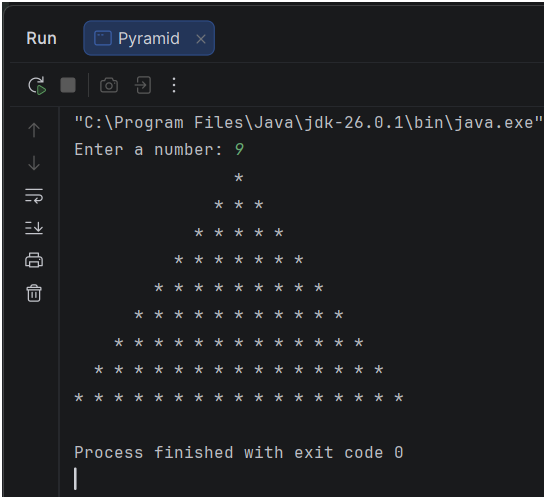 Run Pyramid
"C:\Program Files\Java\jdk-26.0.1\bin\java.exe"
Enter a number: 9
                *
              * * *
            * * * * *
          * * * * * * *
        * * * * * * * * *
      * * * * * * * * * * *
    * * * * * * * * * * * * *
  * * * * * * * * * * * * * * *
* * * * * * * * * * * * * * * * *
Process finished with exit code 0